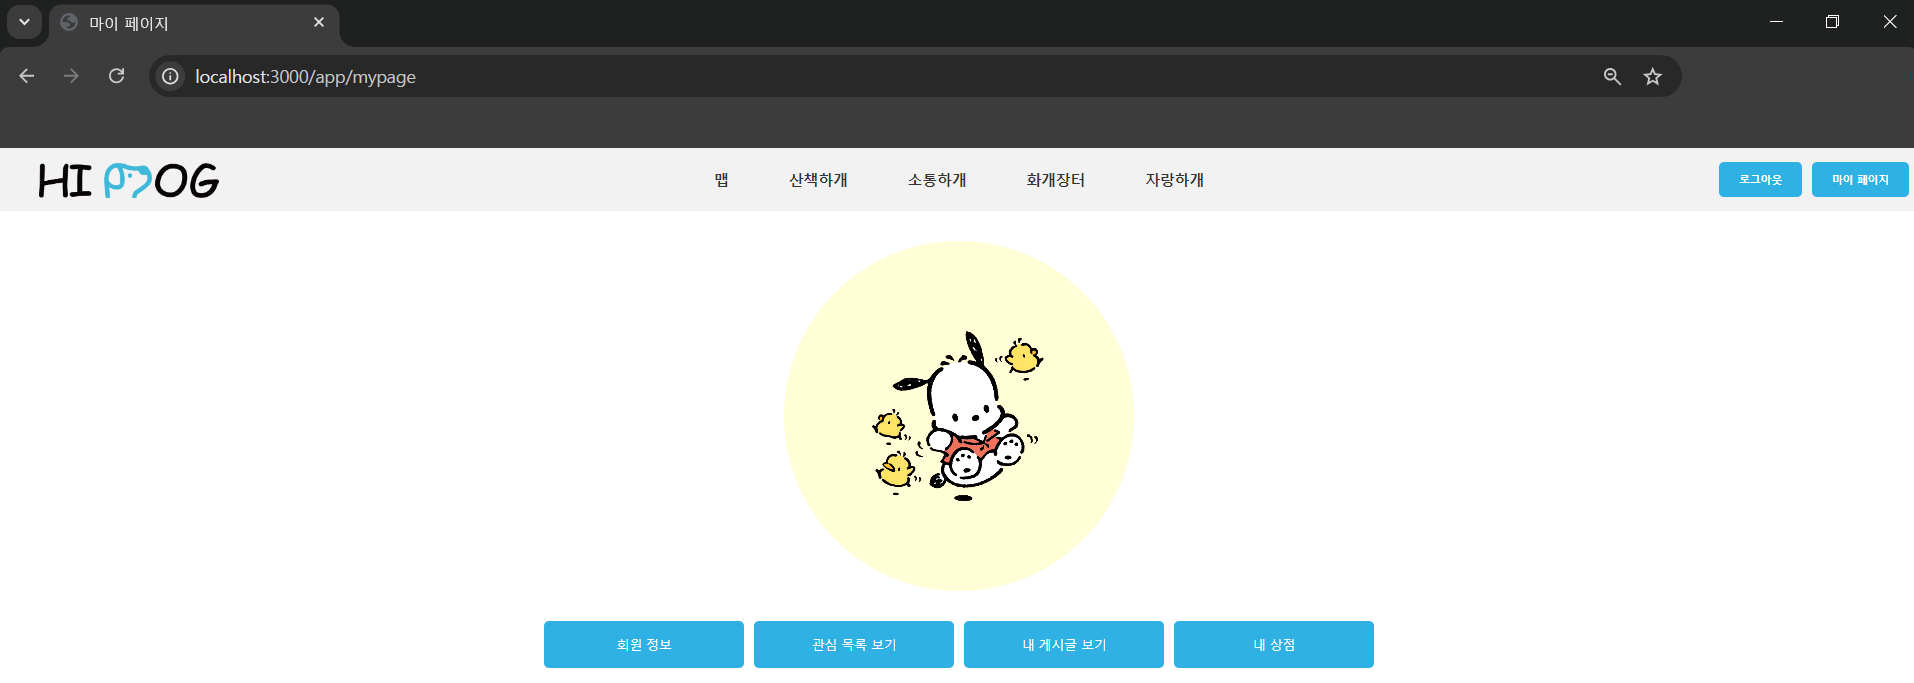 마이 페이지
localhost:3000/app/mypage
HI DOG
맵 산책하개 소통하개 화개장터 자랑하개
로그아웃 마이 페이지
회원 정보 관심 목록 보기 내 게시글 보기 내 상점